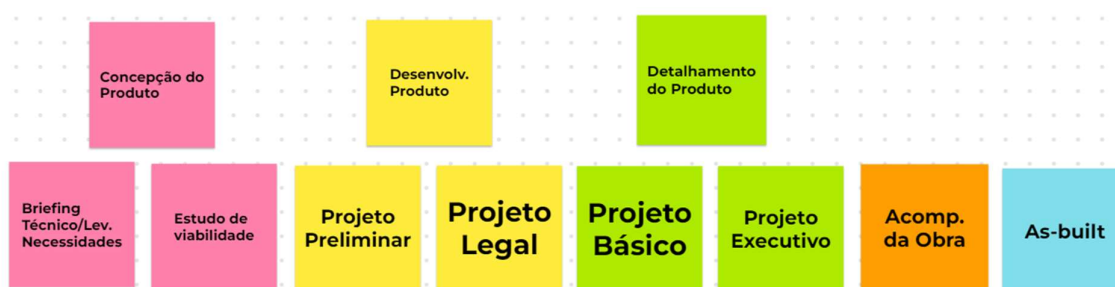 Concepção do
Produto
Desenvolv.
Produto
Detalhamento
do Produto
Briefing
Técnico/Lev.
Necessidades
Estudo de
viabilidade
Projeto
Preliminar
Projeto
Legal
Projeto
Básico
Projeto
Executivo
Acomp.
da Obra
As-built